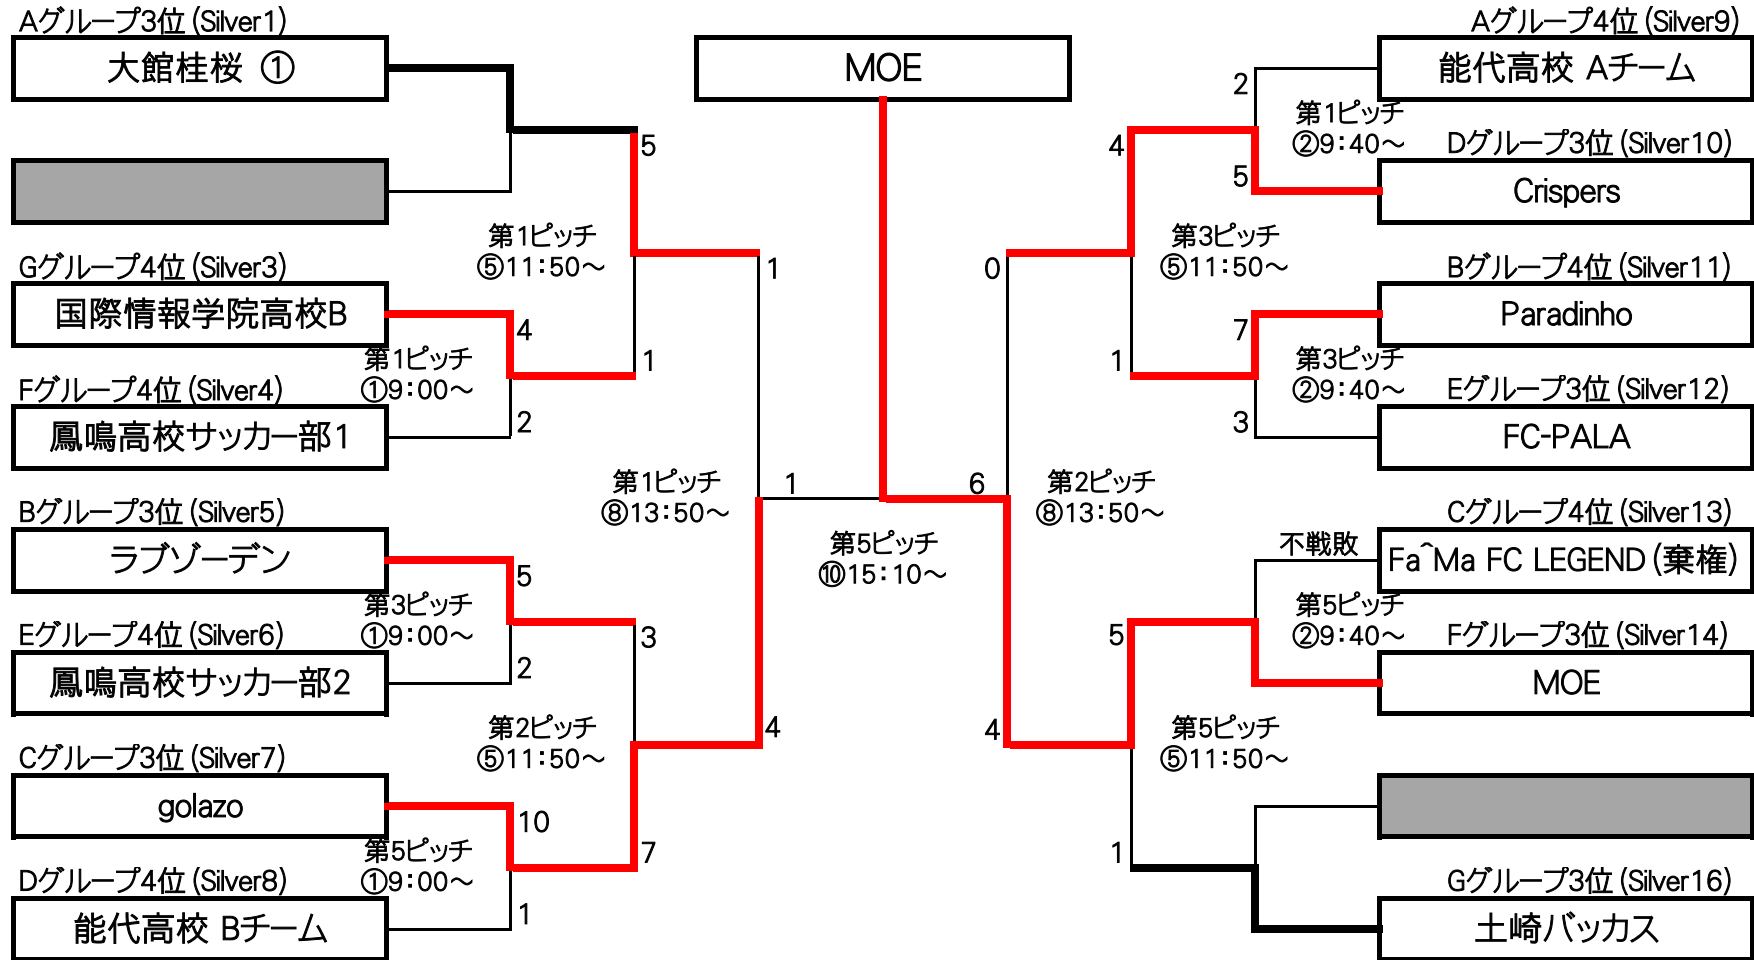 Aグループ3位 (Silver1)
大館桂桜 ①
5
第1ピッチ
⑤11:50～
Gグループ4位 (Silver3)
国際情報学院高校B
4
第1ピッチ
①9:00～
1
Fグループ4位 (Silver4)
鳳鳴高校サッカー部1
2
1
第1ピッチ
⑧13:50～
Bグループ3位 (Silver5)
ラブゾーデン
5
第3ピッチ
①9:00～
3
Eグループ4位 (Silver6)
鳳鳴高校サッカー部2
2
第2ピッチ
⑤11:50～
4
Cグループ3位 (Silver7)
golazo
10
第5ピッチ
①9:00～
7
Dグループ4位 (Silver8)
能代高校 Bチーム
1
MOE
1
6
第5ピッチ
⑩15:10～
Aグループ4位 (Silver9)
能代高校 Aチーム
2
第1ピッチ
②9:40～
4
Dグループ3位 (Silver10)
5
Crispers
第3ピッチ
⑤11:50～
0
Bグループ4位 (Silver11)
Paradinho
7
第3ピッチ
②9:40～
1
Eグループ3位 (Silver12)
3
FC-PALA
第2ピッチ
⑧13:50～
Cグループ4位 (Silver13)
不戦敗
Fa^Ma FC LEGEND (棄権)
第5ピッチ
②9:40～
5
Fグループ3位 (Silver14)
MOE
4
第5ピッチ
⑤11:50～
1
Gグループ3位 (Silver16)
土崎バッカス